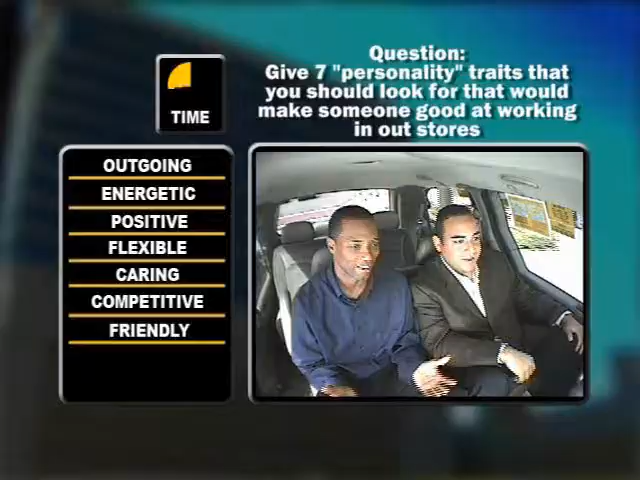 Question:
Give 7 "personality" traits that
you should look for that would
make someone good at working
in out stores
TIME
OUTGOING
ENERGETIC
POSITIVE
FLEXIBLE
CARING
COMPETITIVE
FRIENDLY